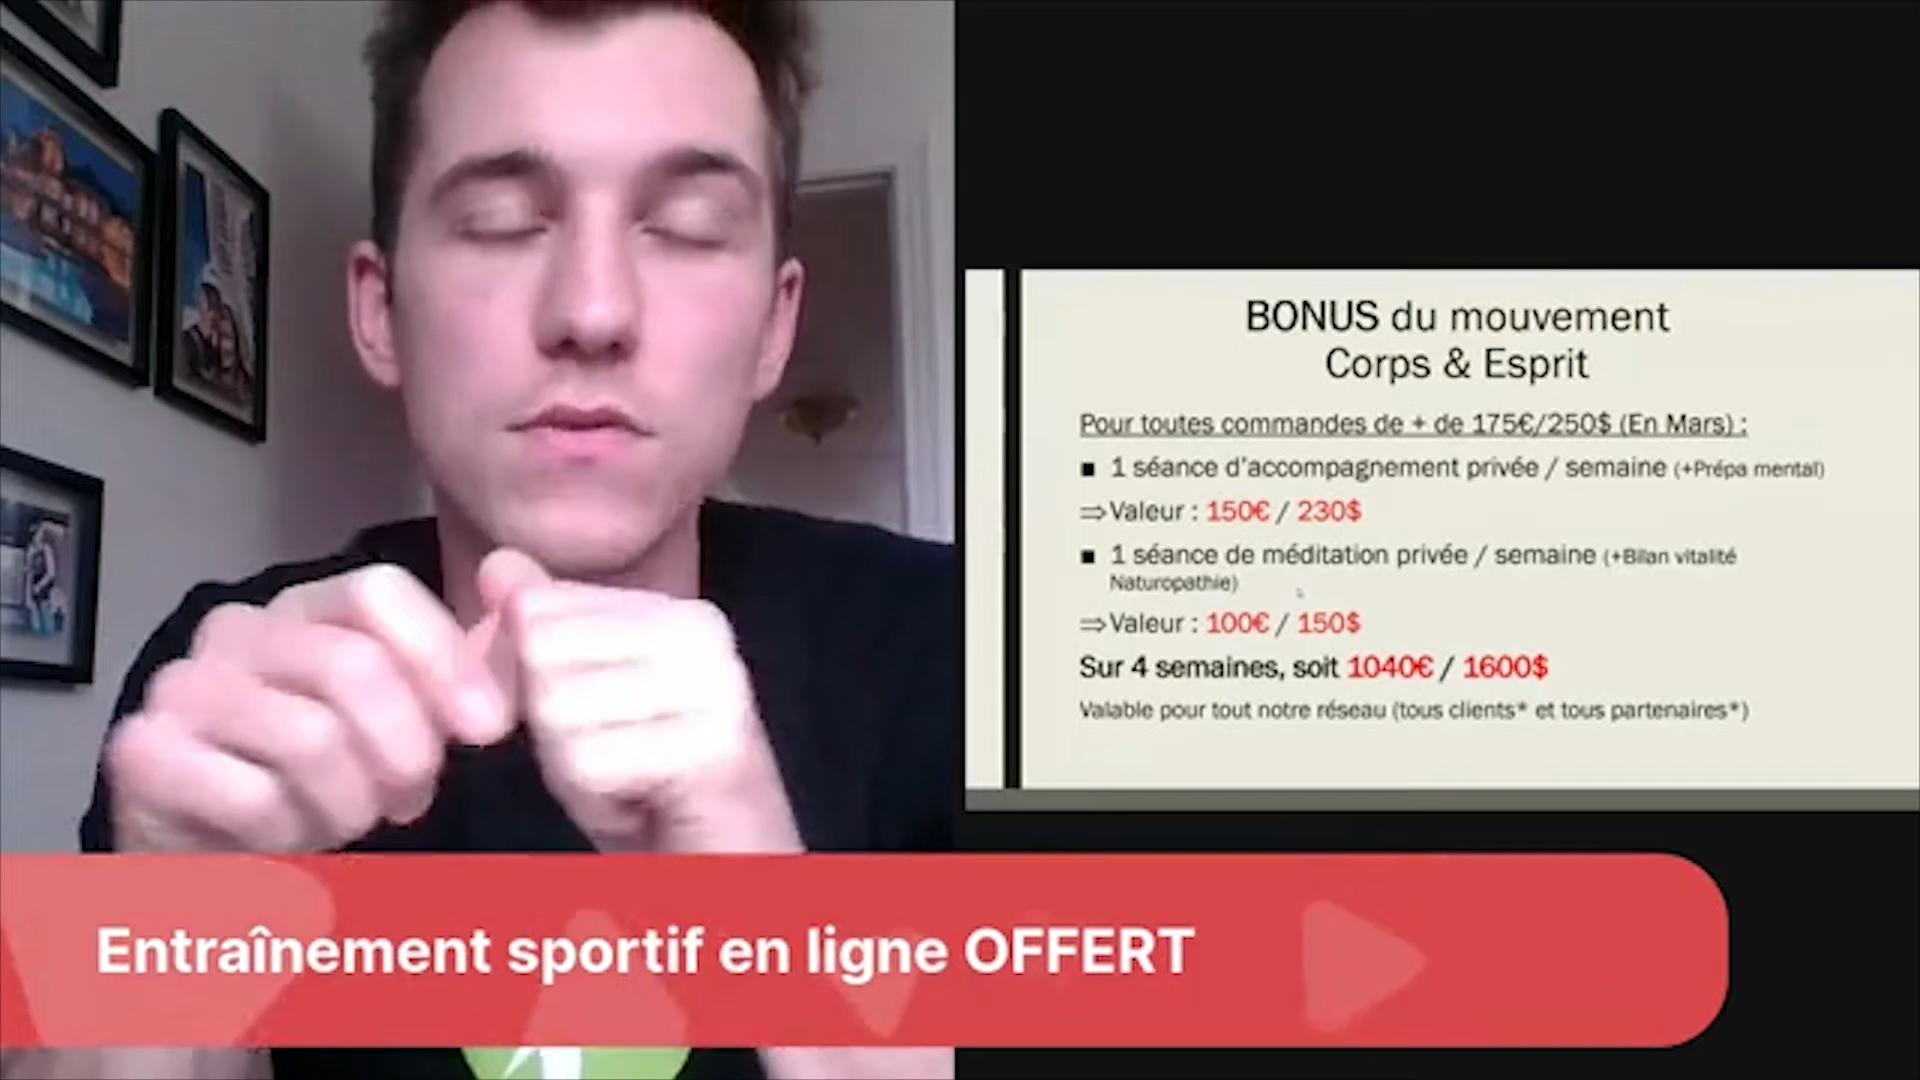 BONUS du mouvement
Corps & Esprit
Pour toutes commandes de + de 175€/250$ (En Mars) :
■ 1 séance d'accompagnement privée / semaine (+Prépa mental)
⇒Valeur : 150€ / 230$
■ 1 séance de méditation privée / semaine (+Bilan vitalité
Naturopathie)
⇒Valeur : 100€ / 150$
Sur 4 semaines, soit 1040€ / 1600$
Valable pour tout notre réseau (tous clients* et tous partenaires*)
Entraînement sportif en ligne OFFERT